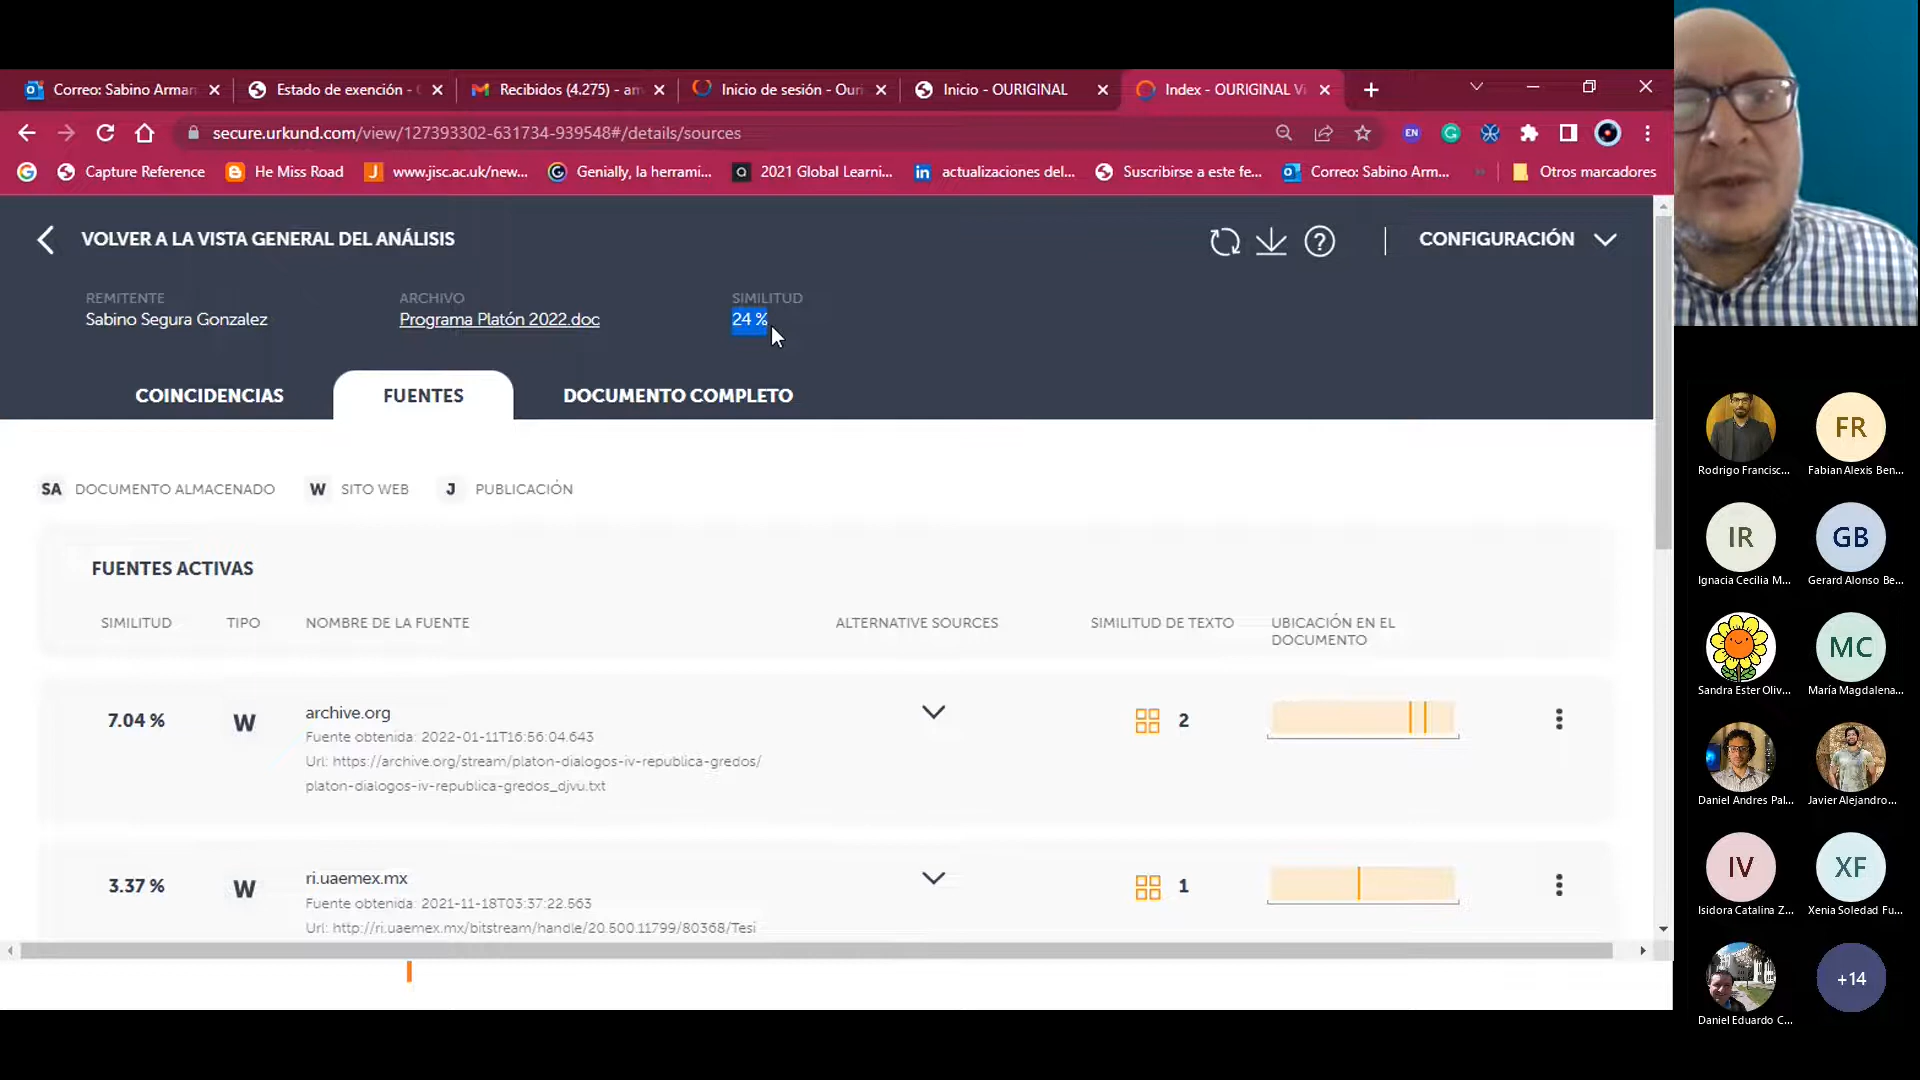 Correo: Sabino Arman
Estado de exención -
Recibidos (4.275) - am
Inicio de sesión - Ouri
Inicio - OURIGINAL
Index - OURIGINAL Vi
secure.urkund.com/view/127393302-631734-939548#/details/sources
EN
Capture Reference
He Miss Road
www.jisc.ac.uk/new...
Genially, la herrami...
2021 Global Learni...
actualizaciones del...
Suscribirse a este fe...
Correo: Sabino Arm...
Otros marcadores
VOLVER A LA VISTA GENERAL DEL ANÁLISIS
CONFIGURACIÓN
REMITENTE
Sabino Segura Gonzalez
ARCHIVO
Programa Platón 2022.doc
SIMILITUD
24 %
COINCIDENCIAS
FUENTES
DOCUMENTO COMPLETO
SA DOCUMENTO ALMACENADO
W SITO WEB
J PUBLICACIÓN
FUENTES ACTIVAS
SIMILITUD
TIPO
NOMBRE DE LA FUENTE
ALTERNATIVE SOURCES
SIMILITUD DE TEXTO
UBICACIÓN EN EL
DOCUMENTO
7.04 %
W
archive.org
Fuente obtenida: 2022-01-11T16:56:04.643
Url: https://archive.org/stream/platon-dialogos-iv-republica-gredos/
platon-dialogos-iv-republica-gredos_djvu.txt
2
3.37 %
W
ri.uaemex.mx
Fuente obtenida: 2021-11-18T03:37:22.563
Url: http://ri.uaemex.mx/bitstream/handle/20.500.11799/80368/Tesi
1
Rodrigo Francisc...
FR
Fabian Alexis Ben...
IR
Ignacia Cecilia M...
GB
Gerard Alonso Be...
Sandra Ester Oliv...
MC
María Magdalena...
Daniel Andres Pal...
Javier Alejandro...
IV
Isidora Catalina Z...
XF
Xenia Soledad Fu...
Daniel Eduardo C...
+14